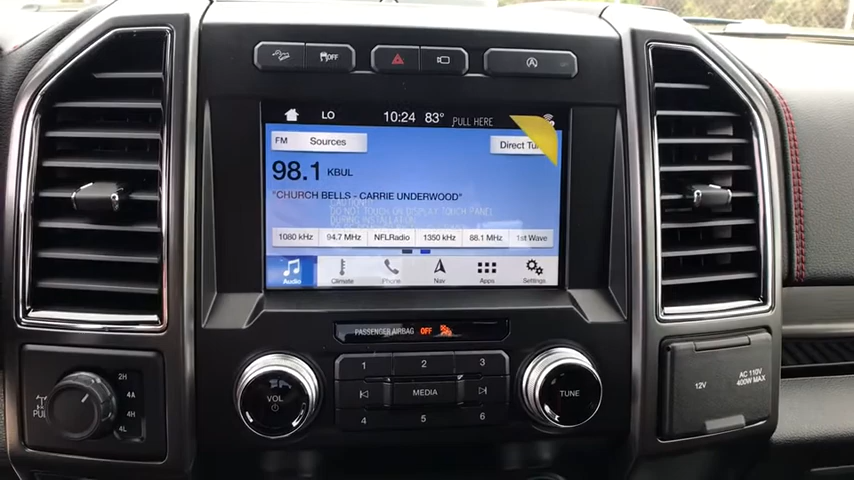 OFF
LO 10:24 83° PULL HERE
FM Sources Direct Tun
98.1 KBUL
"CHURCH BELLS - CARRIE UNDERWOOD"
DO NOT TOUCH ON DISPLAY TOUCH PANEL
DURING INSTALLATION
1080 kHz 94.7 MHz NFLRadio 1350 kHz 88.1 MHz 1st Wave
Audio Climate Phone Nav Apps Settings
PASSENGER AIRBAG OFF
1 2 3
VOL MEDIA TUNE
4 5 6
2H
4A
4H
4L
PULL
12V
AC 110V
400W MAX